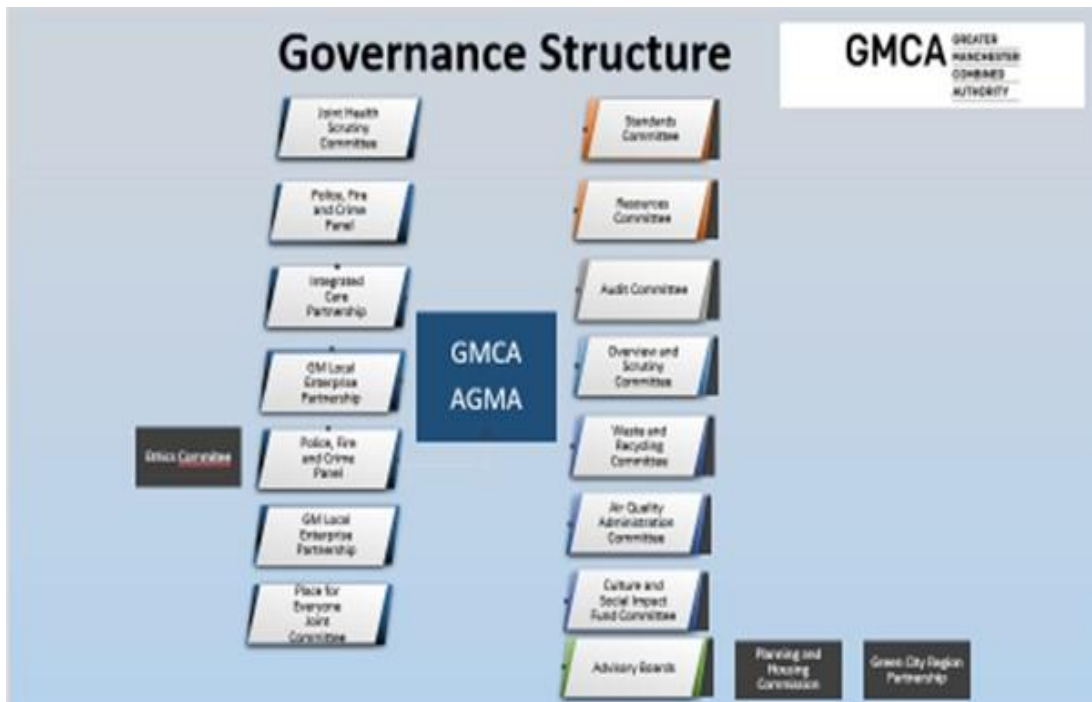 Governance Structure
GMCA
GREATER
MANCHESTER
COMBINED
AUTHORITY
Joint Health
Scrutiny
Committee
Police, Fire
and Crime
Panel
Integrated
Care
Partnership
GM Local
Enterprise
Partnership
Ethics Commitee
Police, Fire
and Crime
Panel
GM Local
Enterprise
Partnership
Place for
Everyone
Joint
Committee
GMCA
AGMA
Standards
Committee
Resources
Committee
Audit Committee
Overview and
Scrutiny
Committee
Waste and
Recycling
Committee
Air Quality
Administration
Committee
Culture and
Social Impact
Fund Committee
Advisory Boards
Planning and
Housing
Commission
Green City Region
Partnership